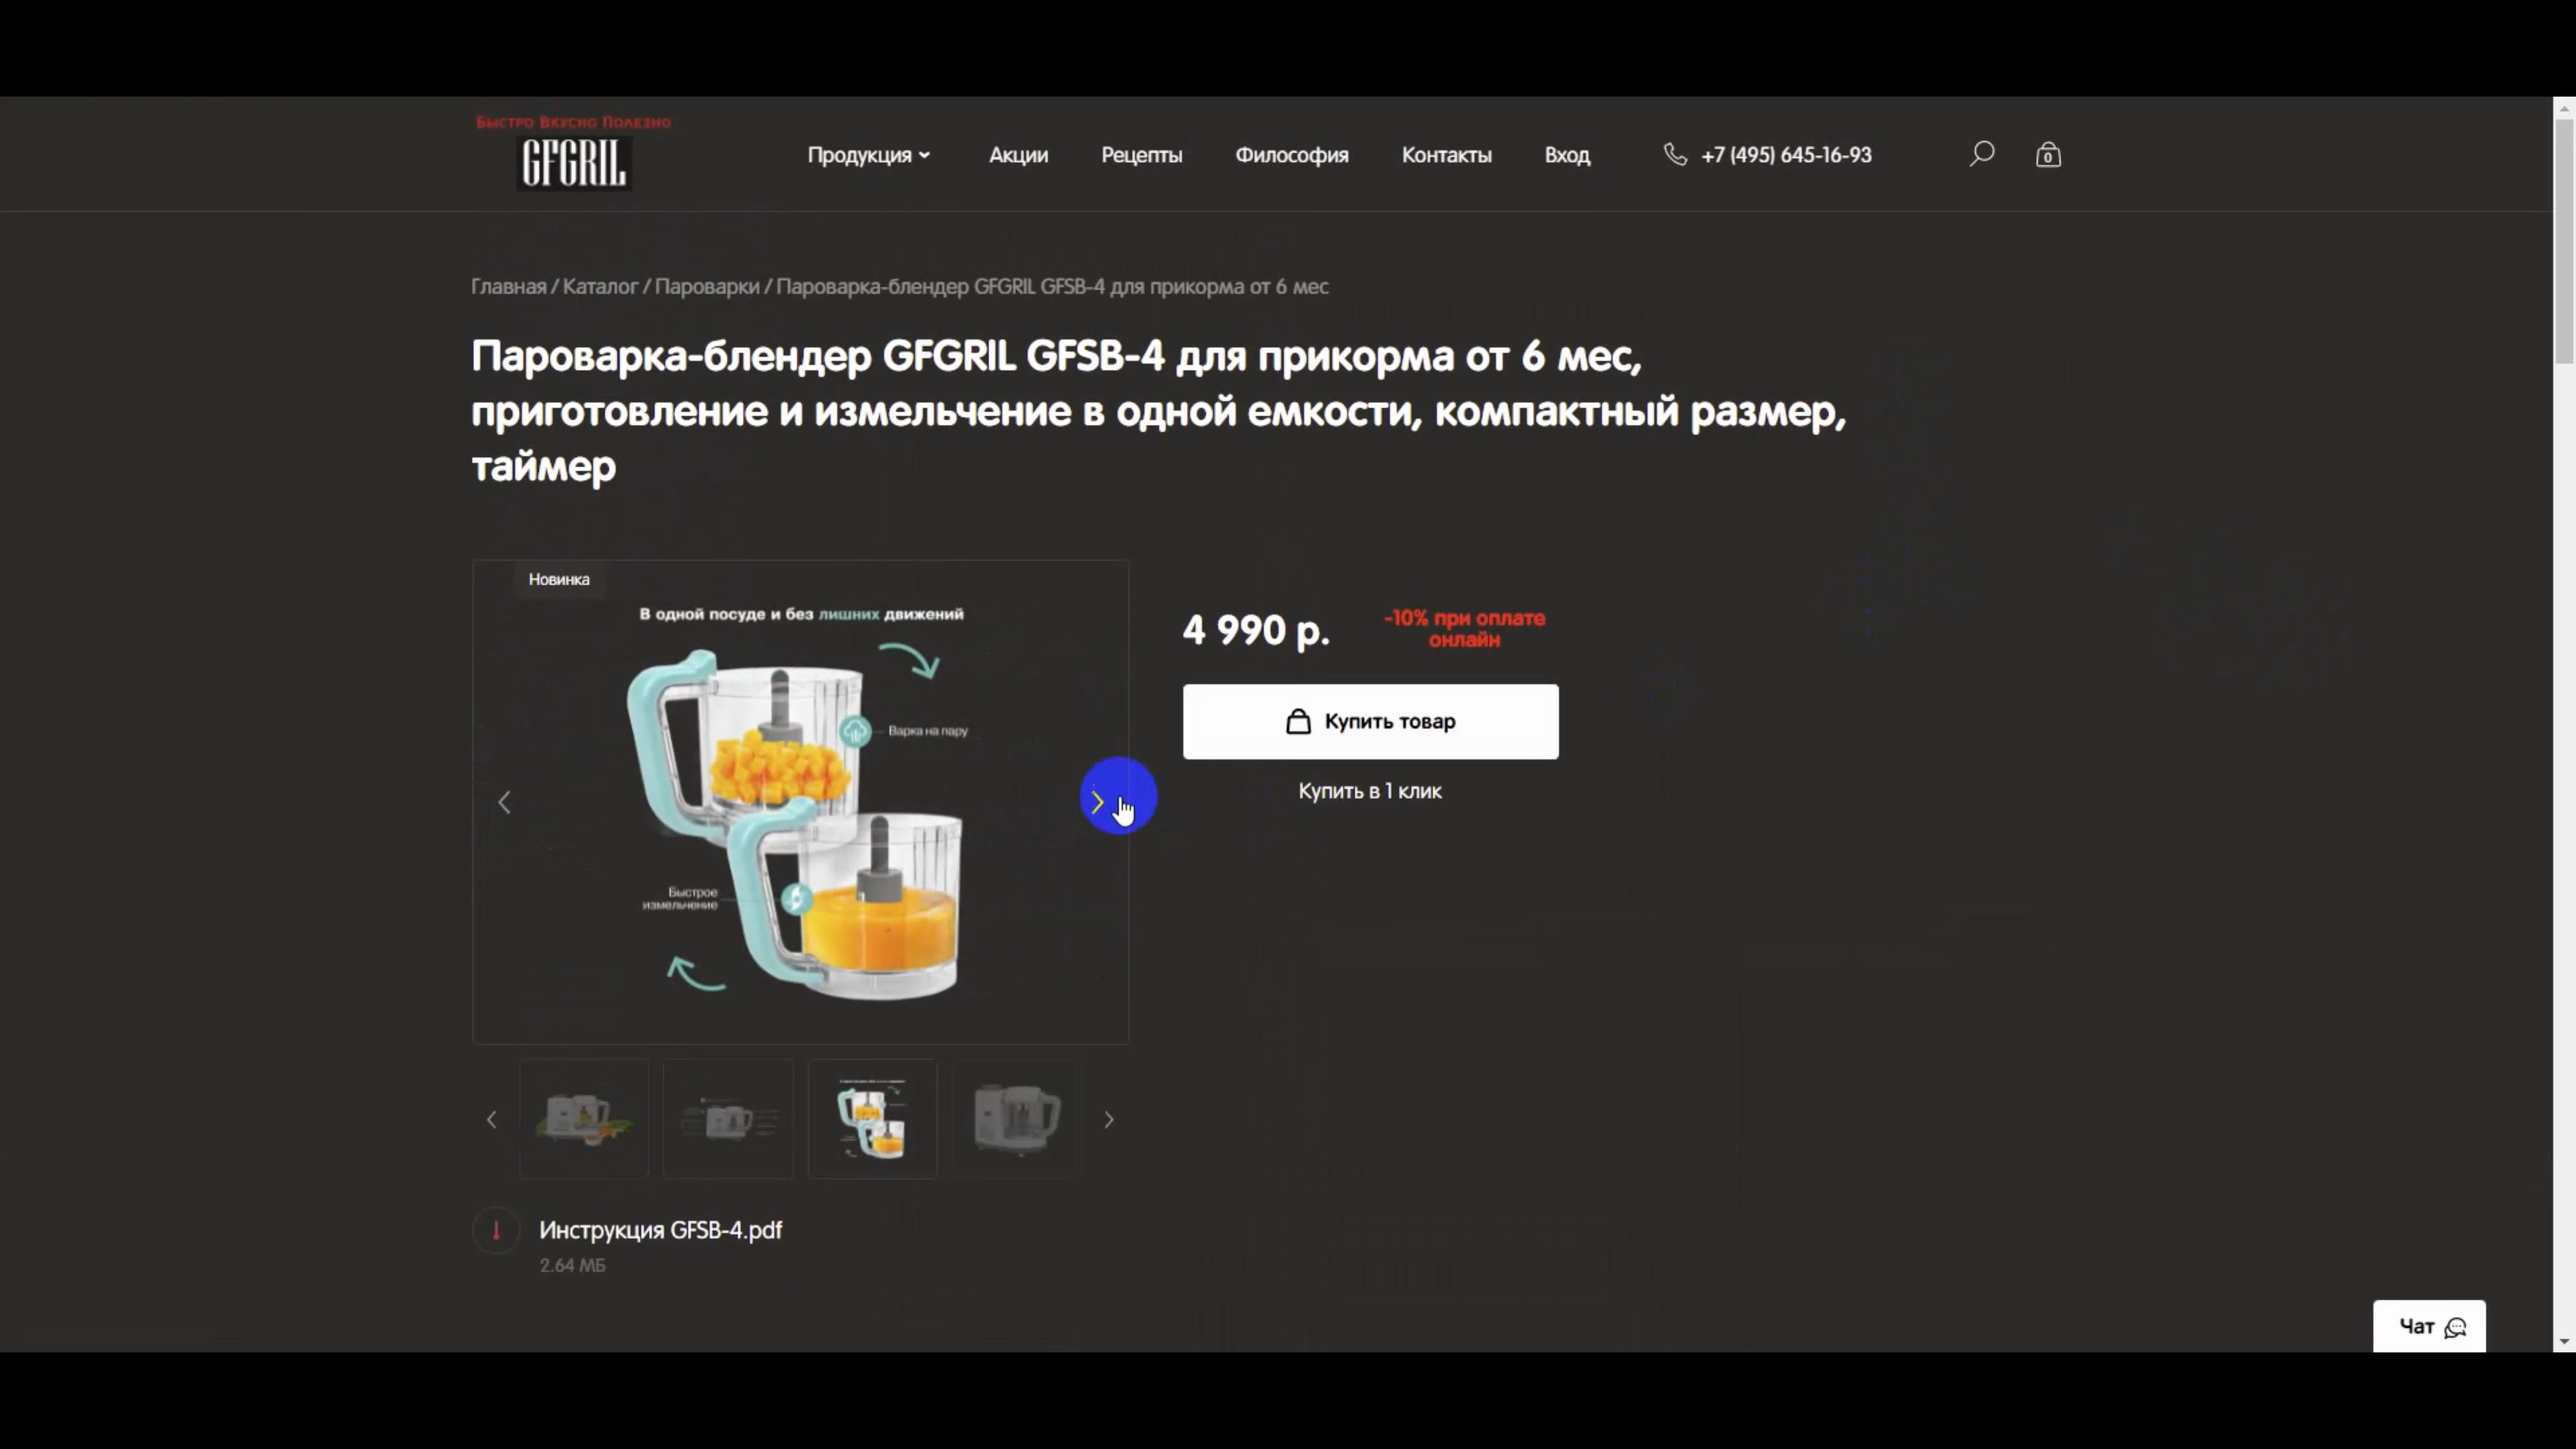 Быстро Вкусно Полезно
GFGRIL
Продукция
Акции
Рецепты
Философия
Контакты
Вход
+7 (495) 645-16-93
0
Главная / Каталог / Пароварки / Пароварка-блендер GFGRIL GFSB-4 для прикорма от 6 мес
Пароварка-блендер GFGRIL GFSB-4 для прикорма от 6 мес,
приготовление и измельчение в одной емкости, компактный размер,
таймер
Новинка
В одной посуде и без лишних движений
Варка на пару
Быстрое
измельчение
4 990 р.
-10% при оплате
онлайн
Купить товар
Купить в 1 клик
Инструкция GFSB-4.pdf
2.64 МБ
Чат